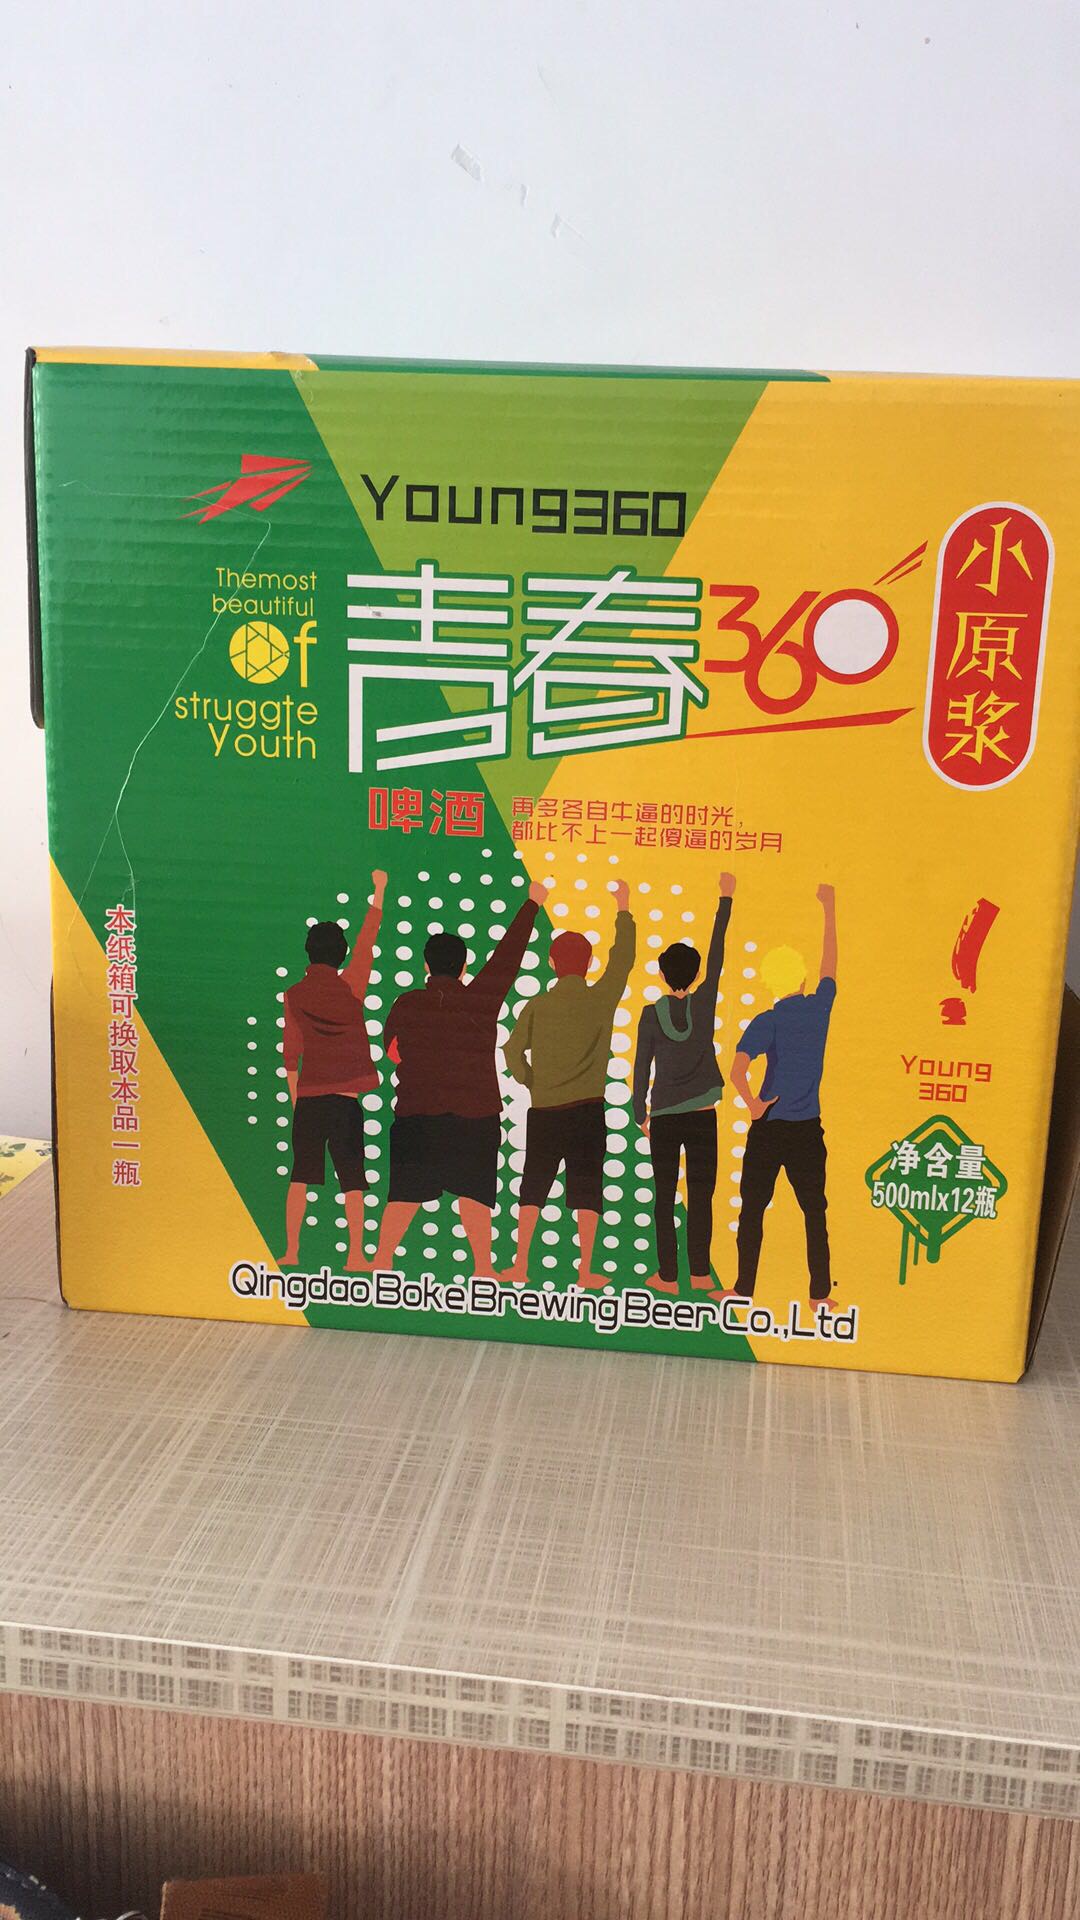 Young360
Themost
beautiful
Of
struggte
Youth
青春360°
小原浆
啤酒
再多各自牛逼的时光，
都比不上一起傻逼的岁月
本纸箱可换取本品一瓶
Young
360
净含量
500mlx12瓶
Qingdao Boke Brewing Beer Co.,Ltd